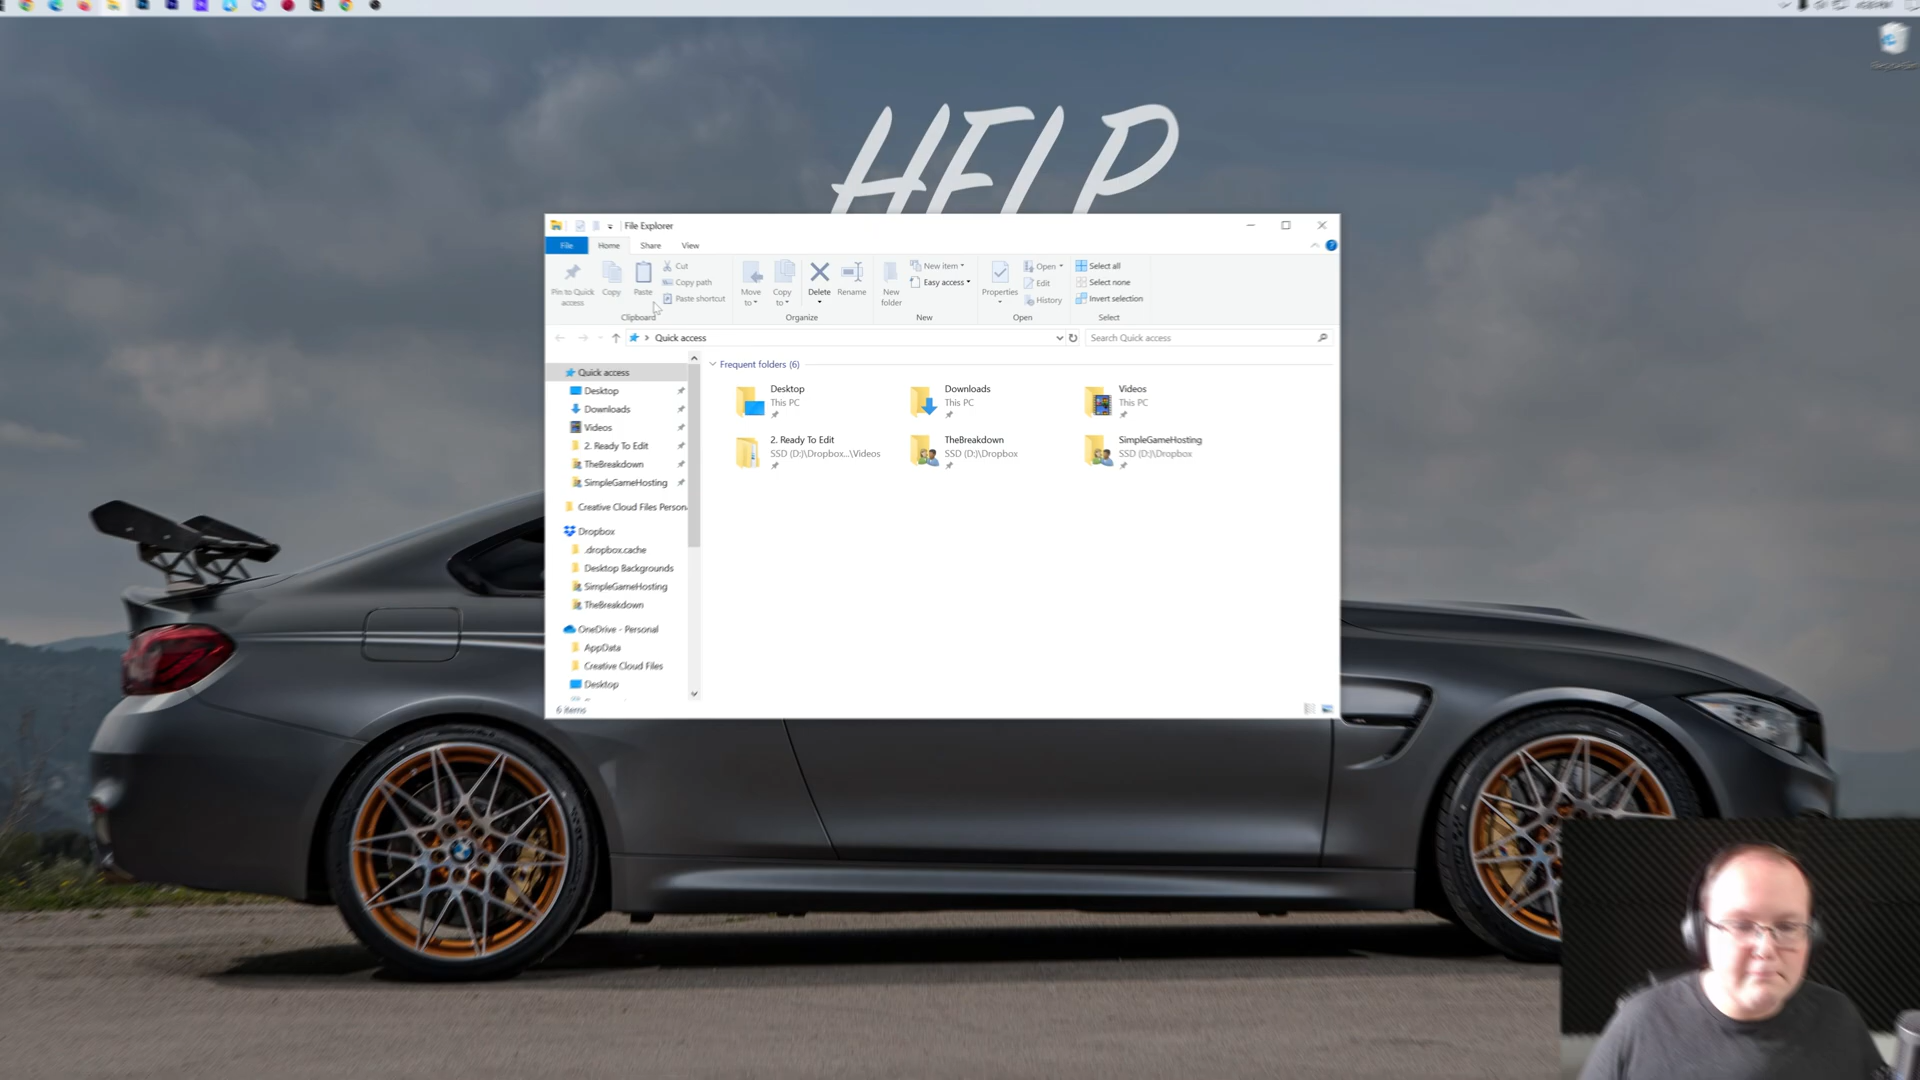 HELP
File Explorer
File Home Share View
Pin to Quick access
Copy
Paste
Cut
Copy path
Paste shortcut
Clipboard
Move to
Copy to
Delete
Rename
Organize
New folder
New item
Easy access
New
Properties
Open
Edit
History
Open
Select all
Select none
Invert selection
Select
Quick access
Search Quick access
Quick access
Desktop
Downloads
Videos
2. Ready To Edit
TheBreakdown
SimpleGameHosting
Creative Cloud Files Person
Dropbox
.dropbox.cache
Desktop Backgrounds
SimpleGameHosting
TheBreakdown
OneDrive - Personal
AppData
Creative Cloud Files
Desktop
Frequent folders (6)
Desktop
This PC
Downloads
This PC
Videos
This PC
2. Ready To Edit
SSD (D:)\Dropbox...\Videos
TheBreakdown
SSD (D:)\Dropbox
SimpleGameHosting
SSD (D:)\Dropbox
6 items